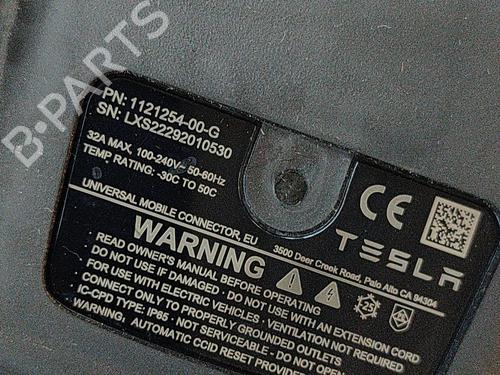 B-PARTS
PN: 1121254-00-G
SN: LXS22292010530
32A MAX, 100-240V~ 50-60Hz
TEMP RATING: -30C TO 50C
UNIVERSAL MOBILE CONNECTOR, EU
CE
TESLA
3500 Deer Creek Road, Palo Alto CA 94304
WARNING
READ OWNER'S MANUAL BEFORE OPERATING
DO NOT USE IF DAMAGED · DO NOT USE WITH AN EXTENSION CORD
FOR USE WITH ELECTRIC VEHICLES · VENTILATION NOT REQUIRED
CONNECT ONLY TO PROPERLY GROUNDED OUTLETS
IC-CPD TYPE: IP65 · NOT SERVICEABLE · DO NOT OPEN
WARNING, AUTOMATIC CCID RESET PROVIDED
25